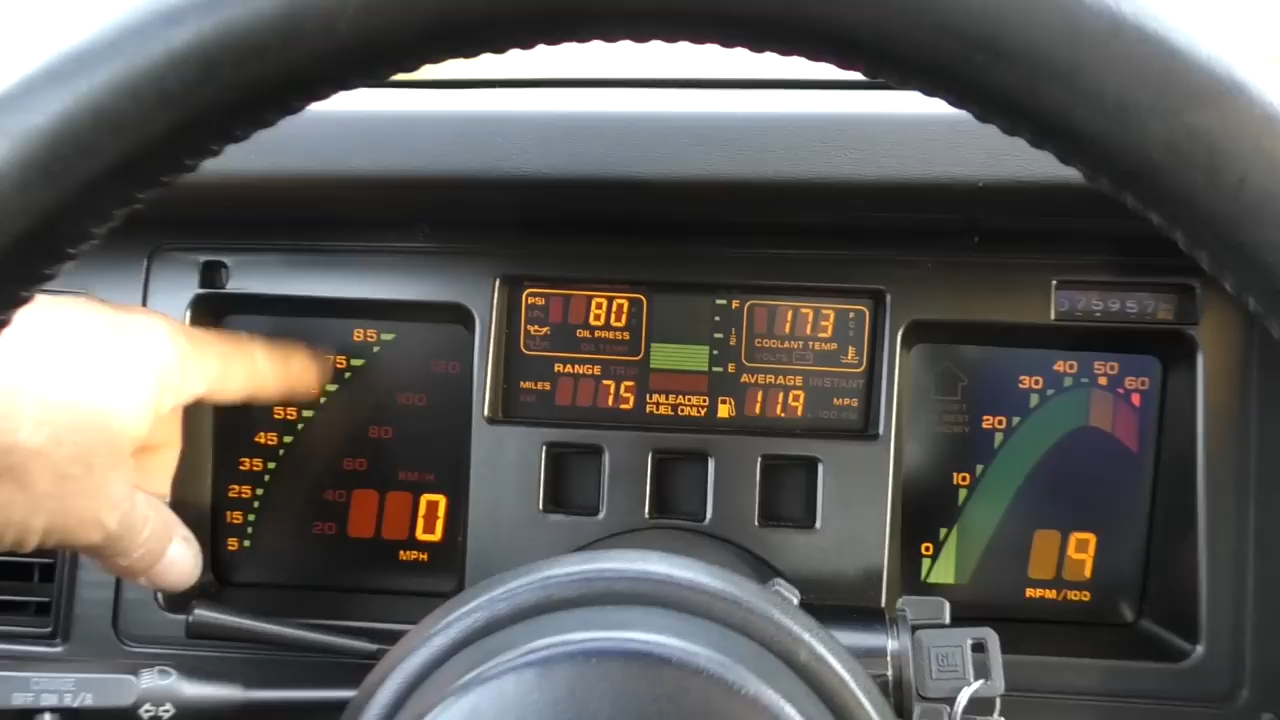 85
75
55
45
35
25
15
5
120
100
80
60
40
20
KM/H
0
MPH
PSI
80
OIL PRESS
OIL TEMP
RANGE TRIP
MILES
75
F
1/2
E
UNLEADED
FUEL ONLY
173
COOLANT TEMP
VOLTS
AVERAGE INSTANT
11.9
MPG
L/100 KM
075957
0
10
20
30
40
50
60
9
RPM/100
CRUISE
OFF ON R/A
GM